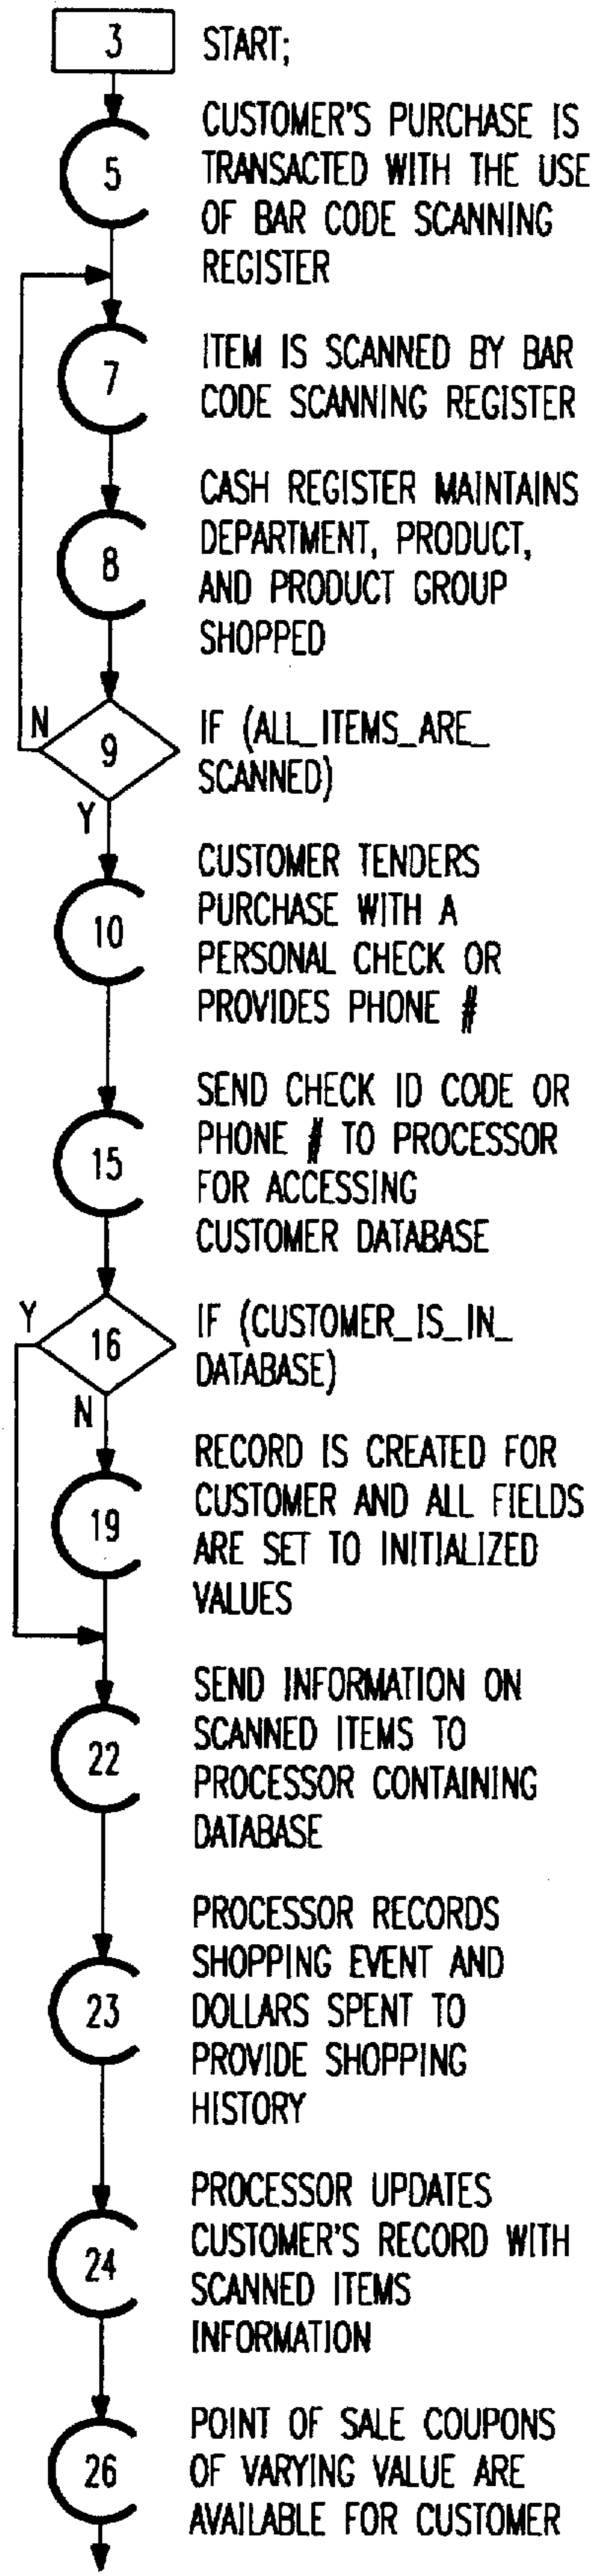 3 START;
CUSTOMER'S PURCHASE IS
5 TRANSACTED WITH THE USE
OF BAR CODE SCANNING
REGISTER
ITEM IS SCANNED BY BAR
7 CODE SCANNING REGISTER
CASH REGISTER MAINTAINS
DEPARTMENT, PRODUCT,
8 AND PRODUCT GROUP
SHOPPED
N IF (ALL_ITEMS_ARE_
9 SCANNED)
Y
CUSTOMER TENDERS
PURCHASE WITH A
10 PERSONAL CHECK OR
PROVIDES PHONE #
SEND CHECK ID CODE OR
PHONE # TO PROCESSOR
15 FOR ACCESSING
CUSTOMER DATABASE
Y IF (CUSTOMER_IS_IN_
16 DATABASE)
N
RECORD IS CREATED FOR
CUSTOMER AND ALL FIELDS
19 ARE SET TO INITIALIZED
VALUES
SEND INFORMATION ON
SCANNED ITEMS TO
22 PROCESSOR CONTAINING
DATABASE
PROCESSOR RECORDS
SHOPPING EVENT AND
23 DOLLARS SPENT TO
PROVIDE SHOPPING
HISTORY
PROCESSOR UPDATES
CUSTOMER'S RECORD WITH
24 SCANNED ITEMS
INFORMATION
POINT OF SALE COUPONS
26 OF VARYING VALUE ARE
AVAILABLE FOR CUSTOMER